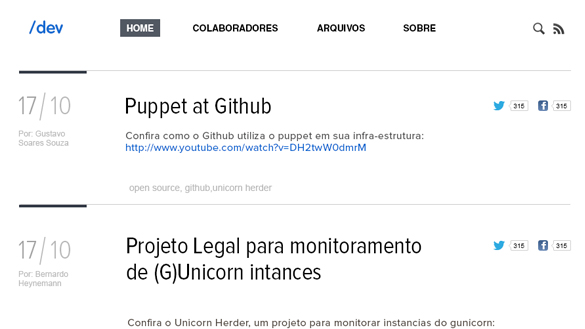 /dev
HOME
COLABORADORES
ARQUIVOS
SOBRE
17/10
Por: Gustavo
Soares Souza
Puppet at Github
315
315
Confira como o Github utiliza o puppet em sua infra-estrutura:
http://www.youtube.com/watch?v=DH2twW0dmrM
open source, github,unicorn herder
17/10
Por: Bernardo
Heynemann
Projeto Legal para monitoramento
de (G)Unicorn intances
315
315
Confira o Unicorn Herder, um projeto para monitorar instancias do gunicorn: